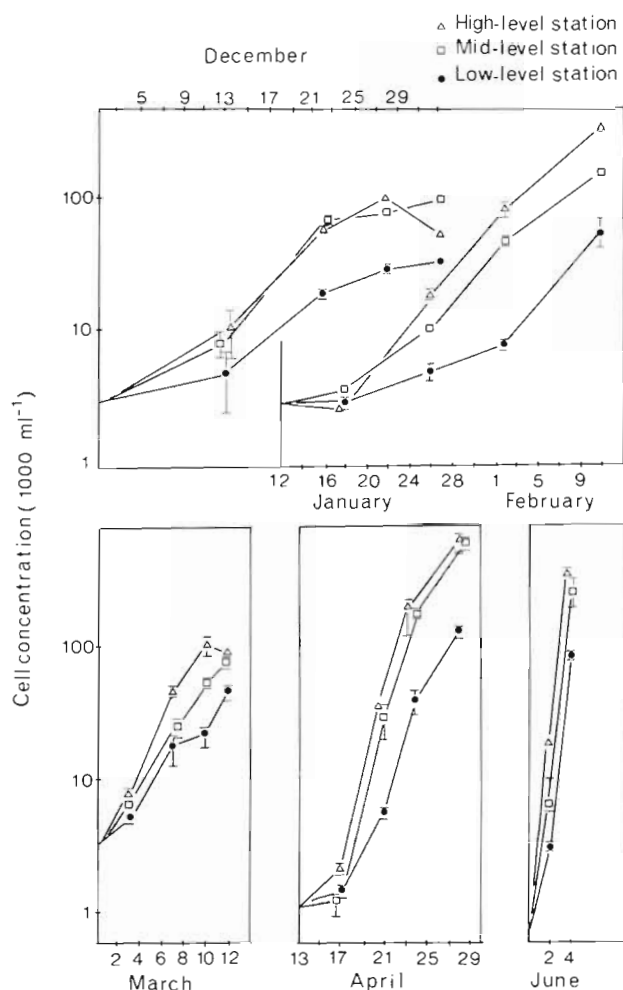 High-level station
Mid-level station
Low-level station
December
5 9 13 17 21 25 29
100
10
1
12 16 20 24 28 1 5 9
January February
Cell concentration (1000 ml⁻¹)
100
10
1
2 4 6 8 10 12
March
13 17 21 25 29
April
2 4
June